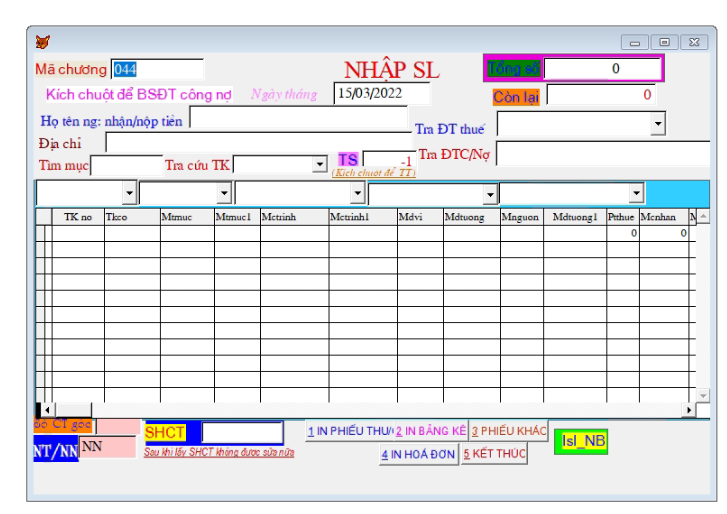 Mã chương 044 NHẬP SL Tổng số 0
Kích chuột để BSĐT công nợ Ngày tháng 15/03/2022 Còn lại 0
Họ tên ng: nhận/nộp tiền Tra ĐT thuế
Địa chỉ
Tìm mục Tra cứu TK TS -1 Tra ĐTC/Nợ
(Kích chuột để TT)
TK no Tkco Mtmuc Mtmuc1 Mctrinh Mctrinh1 Mdvi Mdtuong Mnguon Mdtuong1 Ptthue Mcnhan
0 0
Số CT gốc SHCT 1 IN PHIẾU THU/ 2 IN BẢNG KÊ 3 PHIẾU KHÁC Isl_NB
NT/NN NN Sau khi lấy SHCT không được sửa nữa 4 IN HOÁ ĐƠN 5 KẾT THÚC